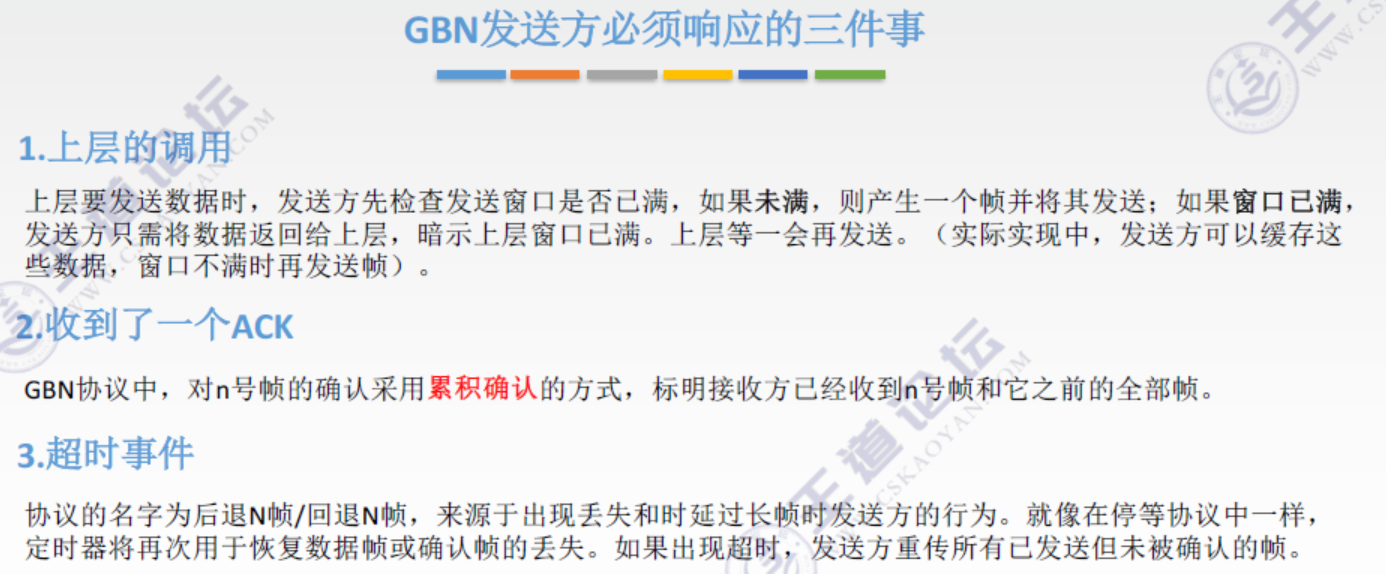 GBN发送方必须响应的三件事
1.上层的调用
上层要发送数据时，发送方先检查发送窗口是否已满，如果未满，则产生一个帧并将其发送；如果窗口已满，
发送方只需将数据返回给上层，暗示上层窗口已满。上层等一会再发送。（实际实现中，发送方可以缓存这
些数据，窗口不满时再发送帧）。
2.收到了一个ACK
GBN协议中，对n号帧的确认采用累积确认的方式，标明接收方已经收到n号帧和它之前的全部帧。
3.超时事件
协议的名字为后退N帧/回退N帧，来源于出现丢失和时延过长帧时发送方的行为。就像在停等协议中一样，
定时器将再次用于恢复数据帧或确认帧的丢失。如果出现超时，发送方重传所有已发送但未被确认的帧。
王道论坛
WWW.CSKAOYAN.COM
王道论坛
CSKAOYAN.COM